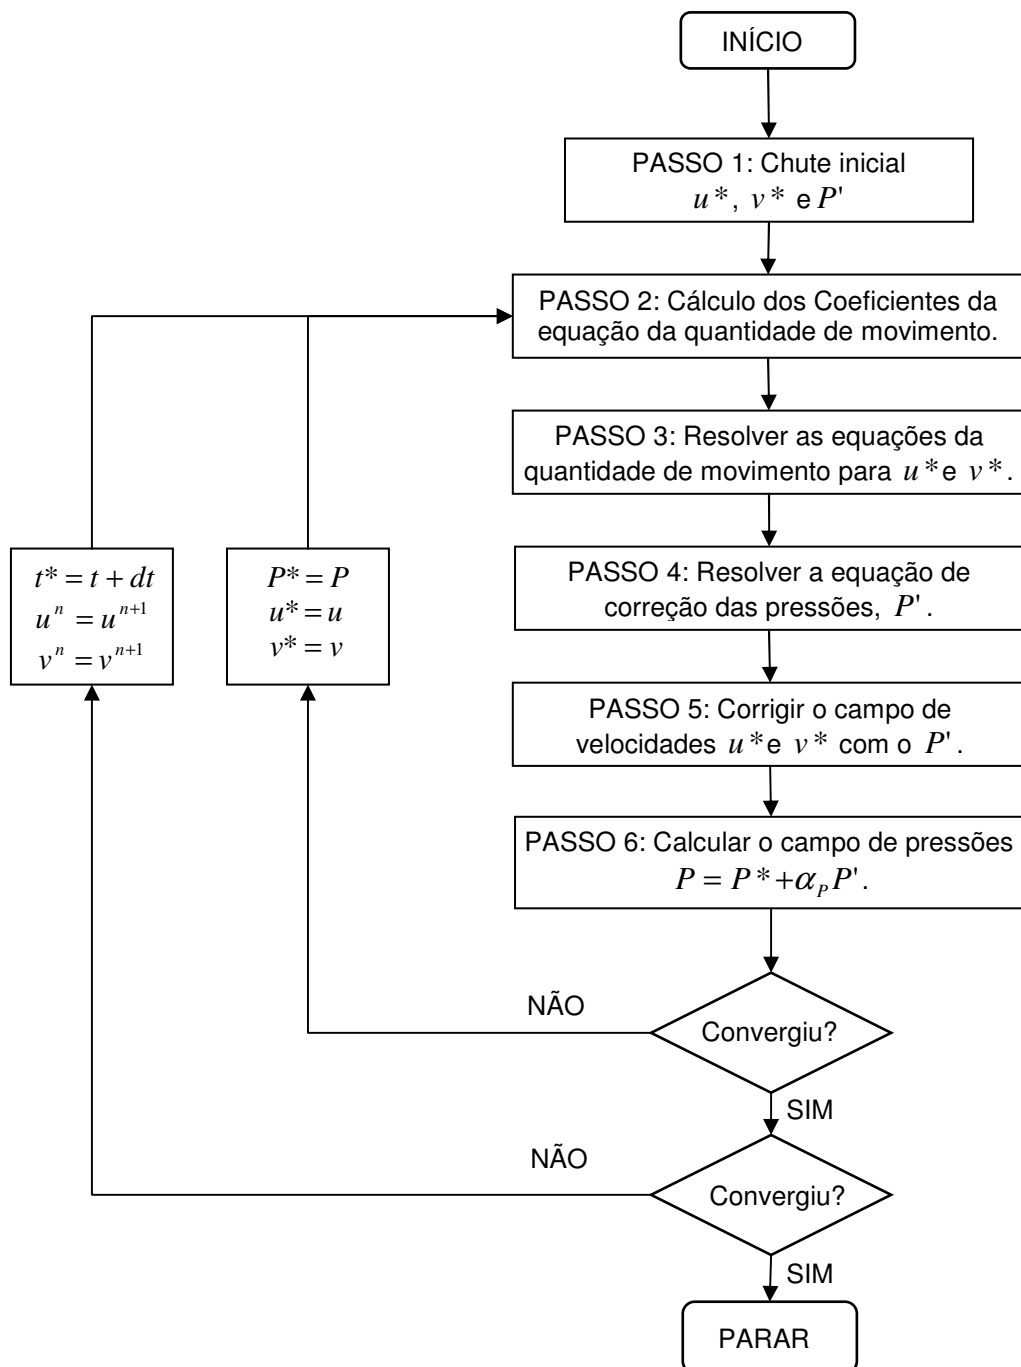 INÍCIO
PASSO 1: Chute inicial
u*, v* e P'
PASSO 2: Cálculo dos Coeficientes da
equação da quantidade de movimento.
PASSO 3: Resolver as equações da
quantidade de movimento para u* e v*.
PASSO 4: Resolver a equação de
correção das pressões, P'.
PASSO 5: Corrigir o campo de
velocidades u* e v* com o P'.
PASSO 6: Calcular o campo de pressões
P = P* + α_P P'.
Convergiu?
NÃO
P* = P
u* = u
v* = v
SIM
Convergiu?
NÃO
t* = t + dt
u^n = u^{n+1}
v^n = v^{n+1}
SIM
PARAR